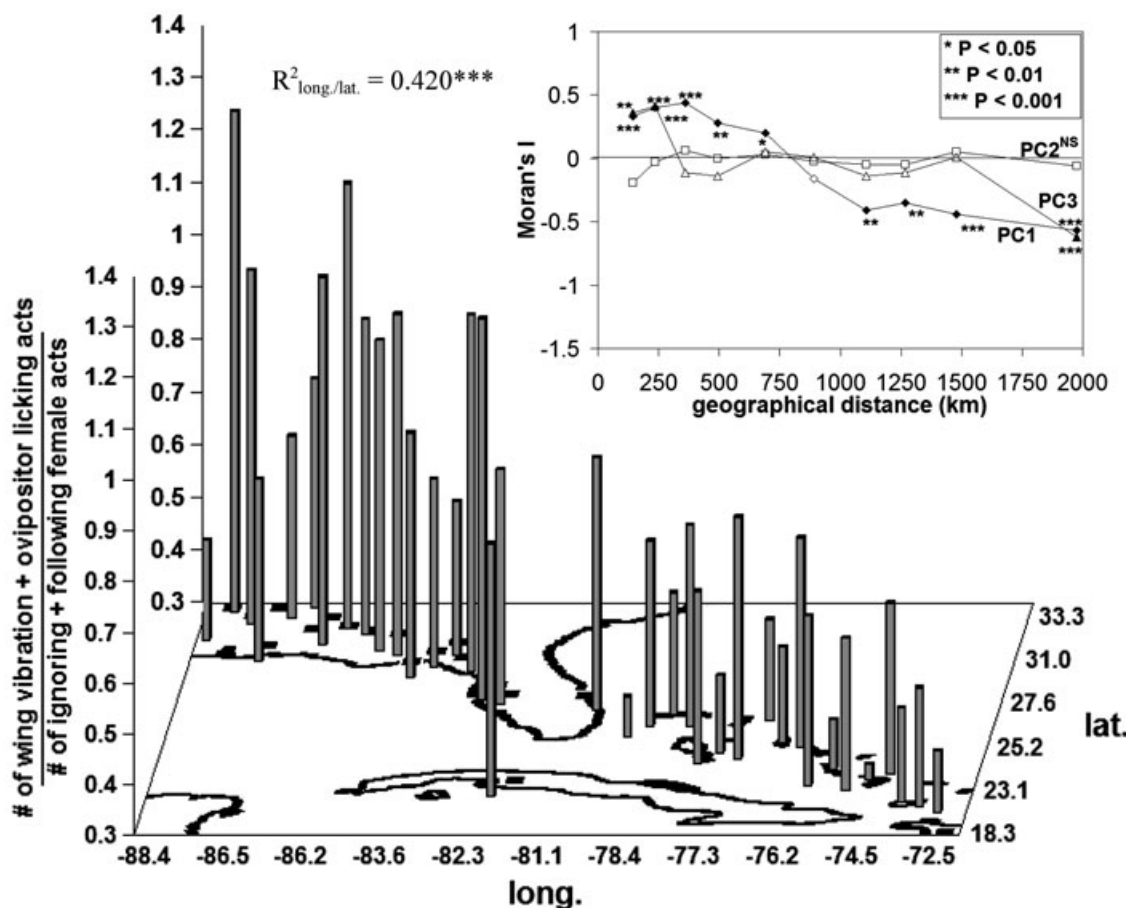 1.4
1.3
1.2
1.1
1
0.9
0.8
0.7
0.6
0.5
0.4
0.3
1.4
1.3
1.2
1.1
1
0.9
0.8
0.7
0.6
0.5
0.4
0.3
# of wing vibration + ovipositor licking acts
# of ignoring + following female acts
R²long./lat. = 0.420***
1
0.5
0
-0.5
-1
-1.5
Moran's I
* P < 0.05
** P < 0.01
*** P < 0.001
** *** ***
*** *** ** *
PC2NS
PC3
PC1
** ** *** ***
***
0 250 500 750 1000 1250 1500 1750 2000
geographical distance (km)
33.3
31.0
27.6
25.2
23.1
18.3
lat.
-88.4 -86.5 -86.2 -83.6 -82.3 -81.1 -78.4 -77.3 -76.2 -74.5 -72.5
long.